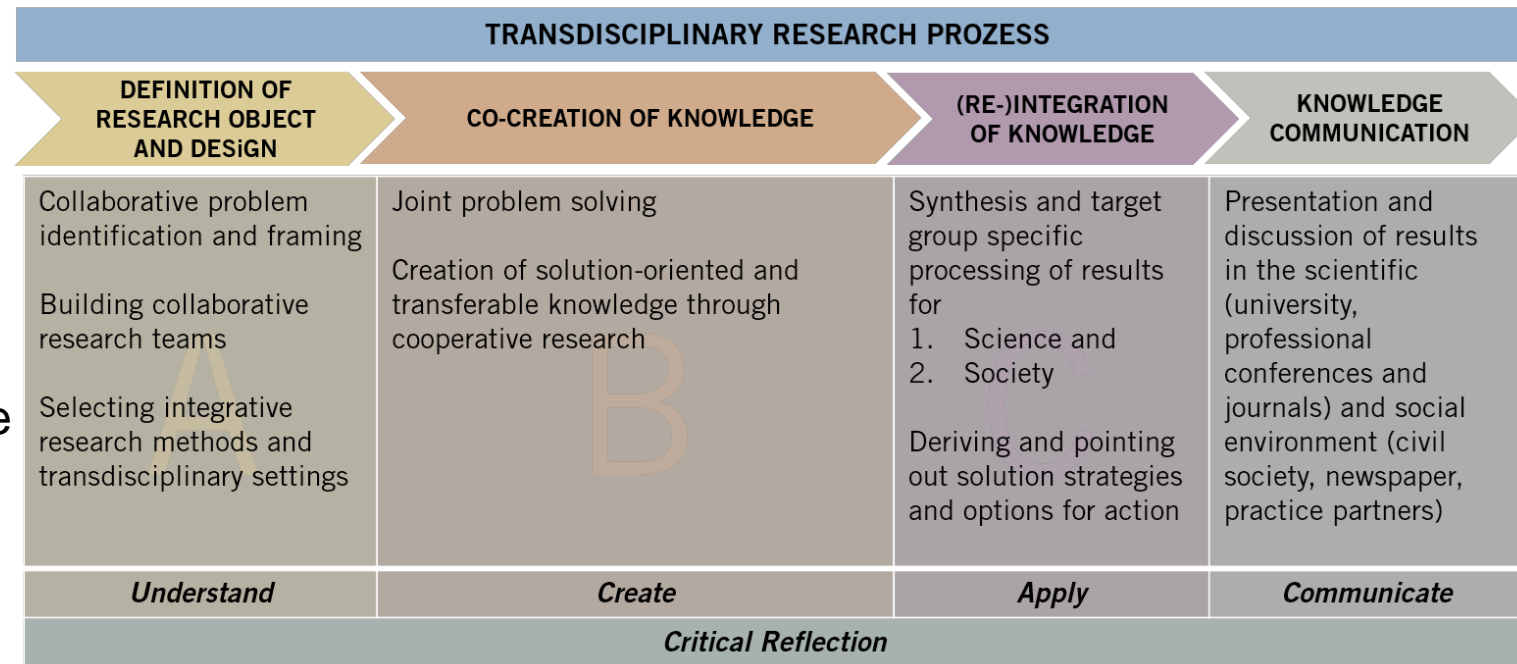 TRANSDISCIPLINARY RESEARCH PROZESS
DEFINITION OF
RESEARCH OBJECT
AND DESiGN
CO-CREATION OF KNOWLEDGE
(RE-)INTEGRATION
OF KNOWLEDGE
KNOWLEDGE
COMMUNICATION
Collaborative problem
identification and framing
Building collaborative
research teams
Selecting integrative
research methods and
transdisciplinary settings
A
Joint problem solving
Creation of solution-oriented and
transferable knowledge through
cooperative research
B
Synthesis and target
group specific
processing of results
for
1. Science and
2. Society
Deriving and pointing
out solution strategies
and options for action
C
Presentation and
discussion of results
in the scientific
(university,
professional
conferences and
journals) and social
environment (civil
society, newspaper,
practice partners)
e
Understand
Create
Apply
Communicate
Critical Reflection